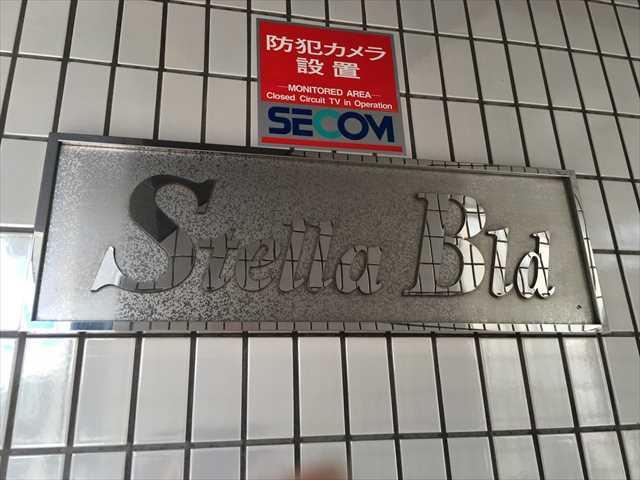 防犯カメラ
設置
—MONITORED AREA—
Closed Circuit TV in Operation
SECOM
Stella Bld